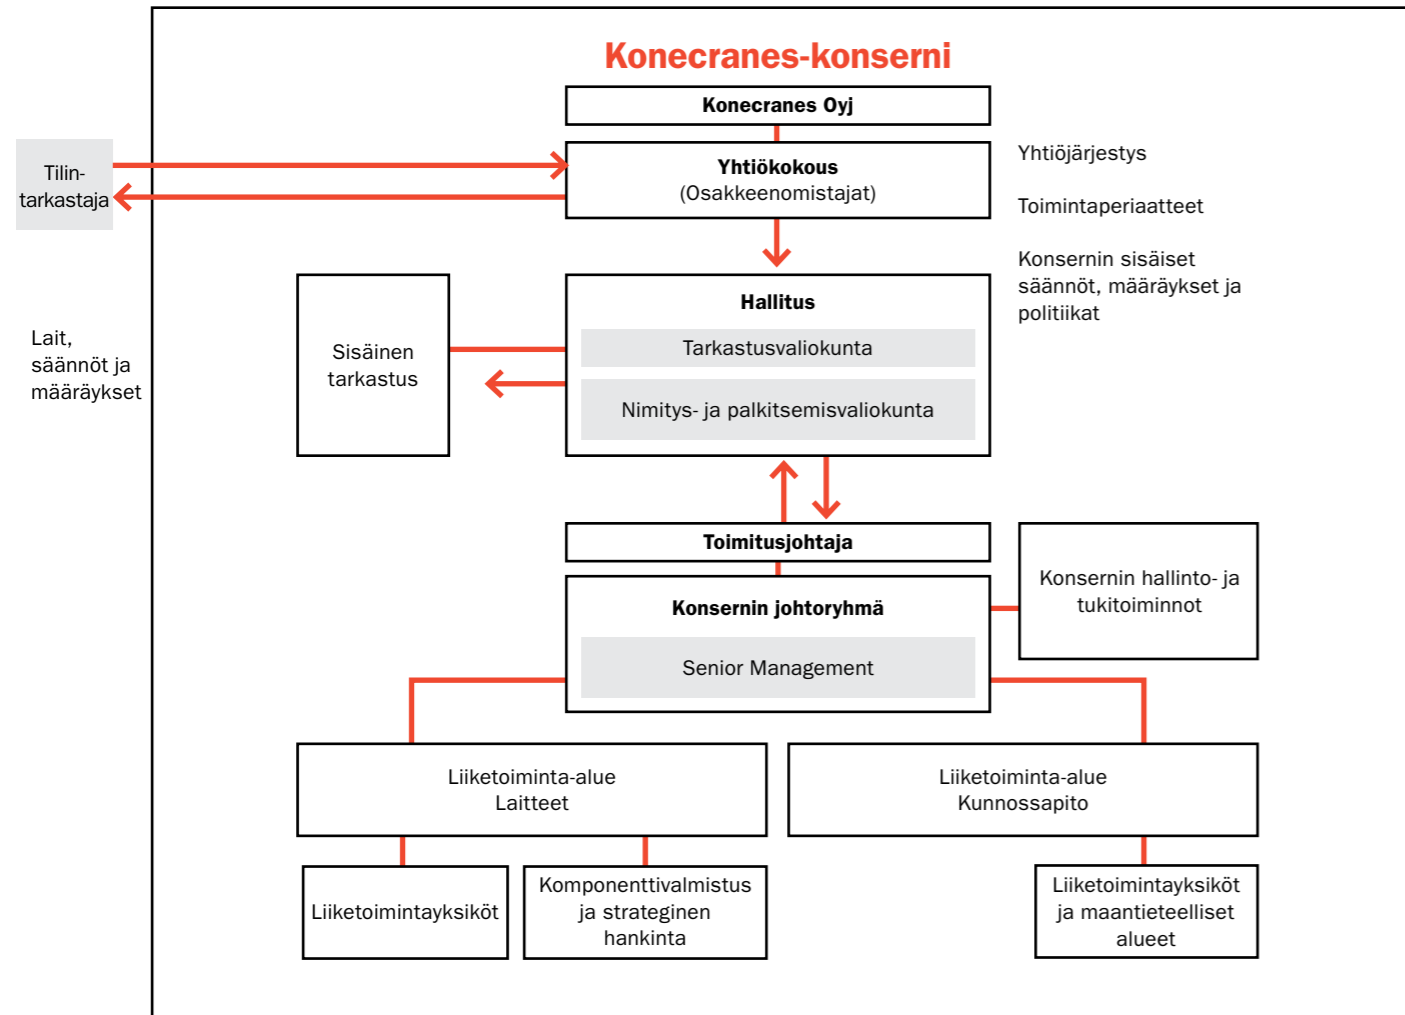 Konecranes-konserni
Konecranes Oyj
Tilin-
tarkastaja
Yhtiökokous
(Osakkeenomistajat)
Yhtiöjärjestys
Toimintaperiaatteet
Konsernin sisäiset
säännöt, määräykset ja
politiikat
Lait,
säännöt ja
määräykset
Sisäinen
tarkastus
Hallitus
Tarkastusvaliokunta
Nimitys- ja palkitsemisvaliokunta
Toimitusjohtaja
Konsernin johtoryhmä
Senior Management
Konsernin hallinto- ja
tukitoiminnot
Liiketoiminta-alue
Laitteet
Liiketoiminta-alue
Kunnossapito
Liiketoimintayksiköt
Komponenttivalmistus
ja strateginen
hankinta
Liiketoimintayksiköt
ja maantieteelliset
alueet